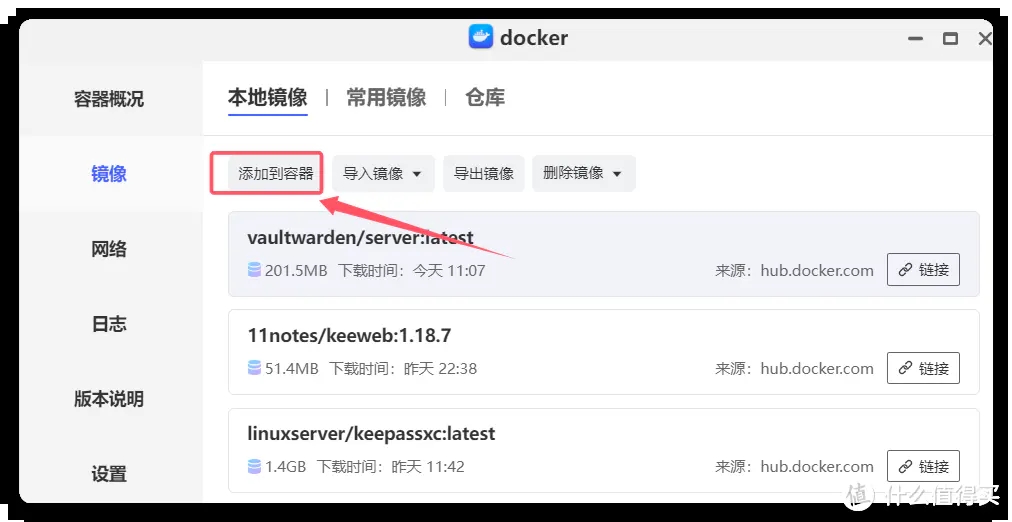 docker
容器概况
镜像
网络
日志
版本说明
设置
本地镜像 | 常用镜像 | 仓库
添加到容器 导入镜像 导出镜像 删除镜像
vaultwarden/server:latest
201.5MB 下载时间：今天 11:07 来源：hub.docker.com 链接
11notes/keeweb:1.18.7
51.4MB 下载时间：昨天 22:38 来源：hub.docker.com 链接
linuxserver/keepassxc:latest
1.4GB 下载时间：昨天 11:42 来源：hub.docker.com 链接
值 什么值得买